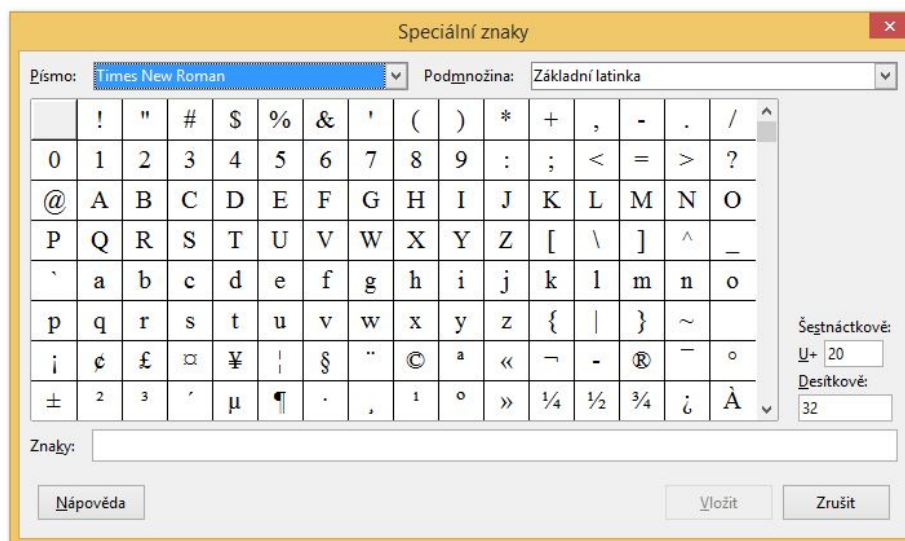 Speciální znaky
Písmo: Times New Roman Podmnožina: Základní latinka
! " # $ % & ' ( ) * + , - . /
0 1 2 3 4 5 6 7 8 9 : ; < = > ?
@ A B C D E F G H I J K L M N O
P Q R S T U V W X Y Z [ \ ] ^ _
` a b c d e f g h i j k l m n o
p q r s t u v w x y z { | } ~
¡ ¢ £ ¤ ¥ ¦ § ¨ © ª « ¬ - ® ¯ °
± ² ³ ´ µ ¶ · ¸ ¹ º » ¼ ½ ¾ ¿ À
Šestnáctkově:
U+ 20
Desítkově:
32
Znaky:
Nápověda Vložit Zrušit